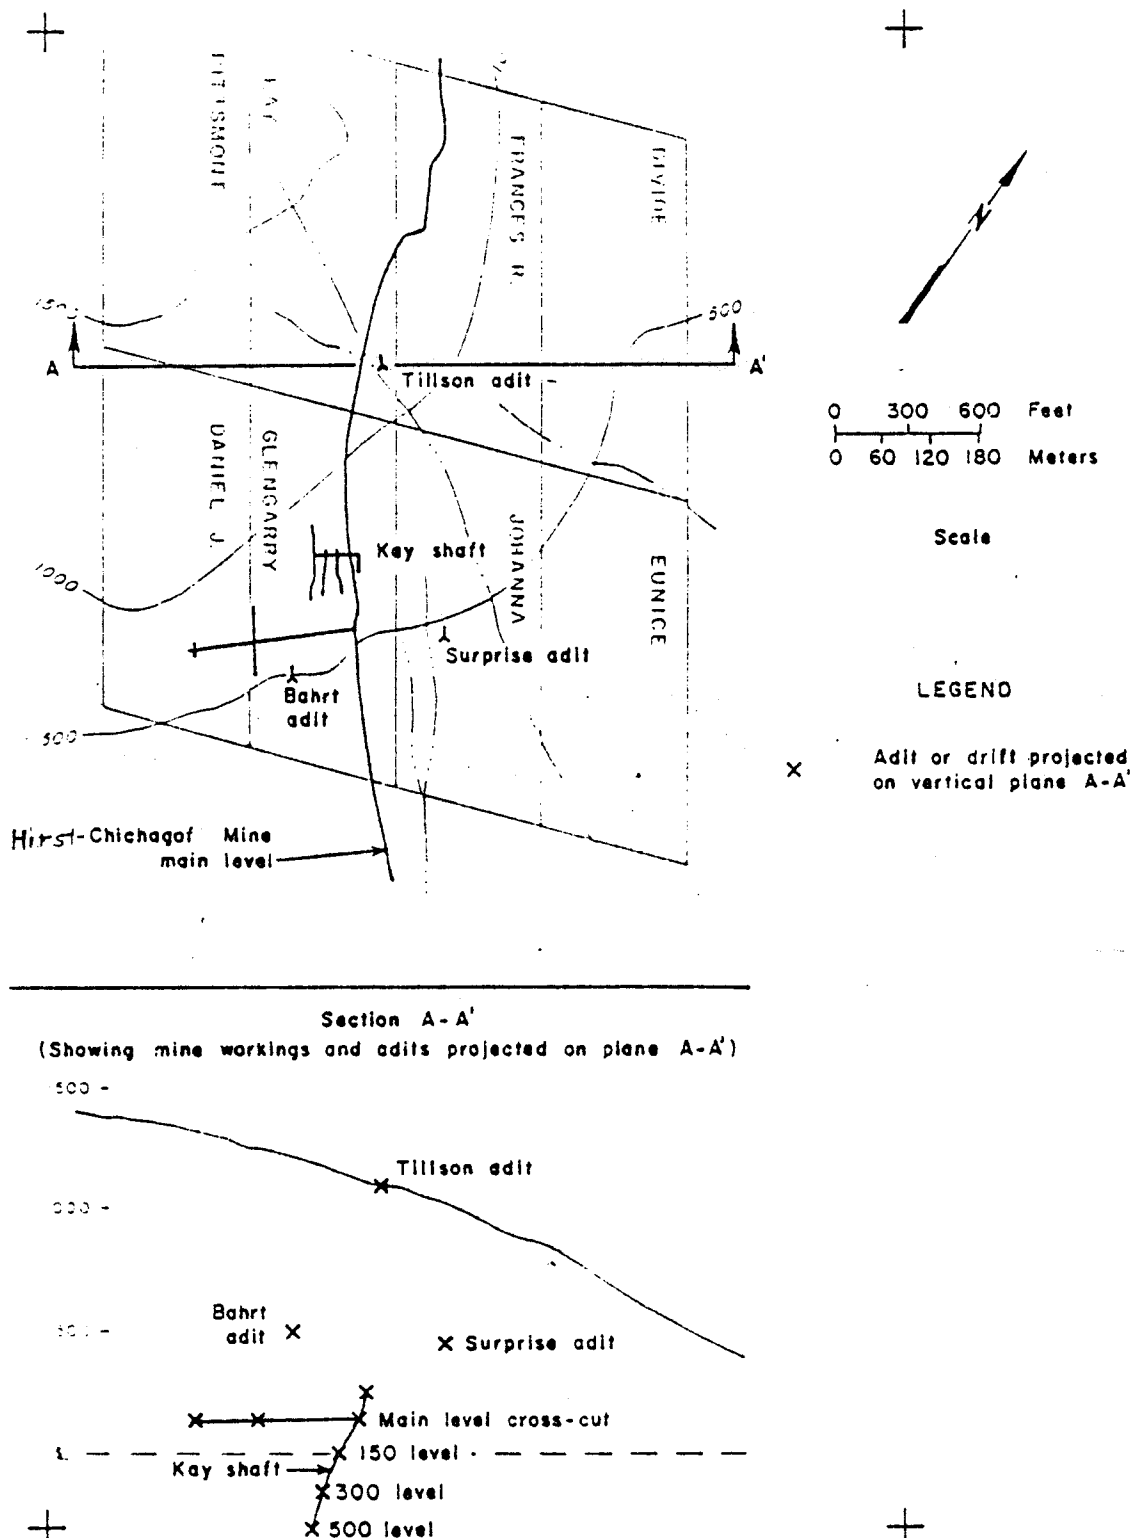 FRANCES R.
DIVIDE
N
500
A
A'
Tillson adit
0 300 600 Feet
0 60 120 180 Meters
Scale
DANIEL J.
GLENGARRY
Kay shaft
JOHANNA
EUNICE
1000
Surprise adit
Bahrt
adit
500
LEGEND
Adit or drift projected
on vertical plane A-A'
Hirst-Chichagof Mine
main level
Section A-A'
(Showing mine workings and adits projected on plane A-A')
Tillson adit
Bahrt
adit
Surprise adit
Main level cross-cut
150 level
Kay shaft
300 level
500 level